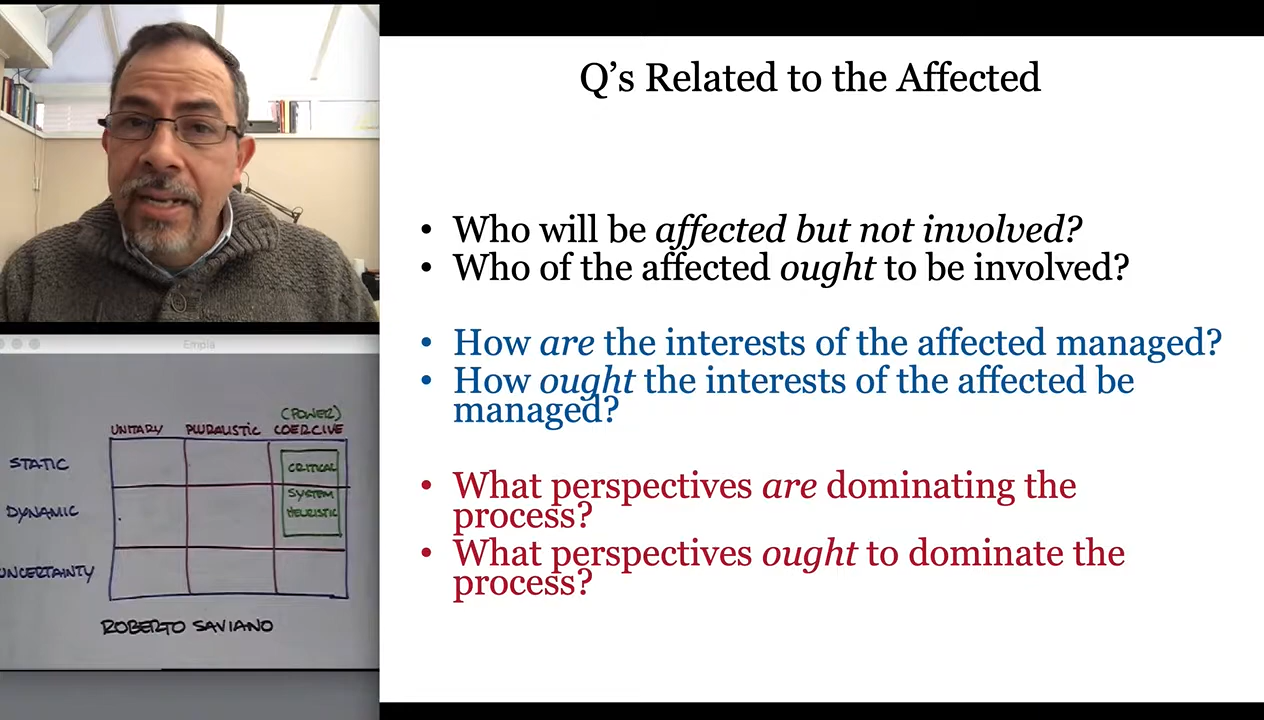 Q's Related to the Affected
• Who will be affected but not involved?
• Who of the affected ought to be involved?
• How are the interests of the affected managed?
• How ought the interests of the affected be
managed?
• What perspectives are dominating the
process?
• What perspectives ought to dominate the
process?
Empia
(POWER)
UNITARY PLURALISTIC COERCIVE
STATIC
CRITICAL
SYSTEM
DYNAMIC
HEURISTIC
UNCERTAINTY
ROBERTO SAVIANO